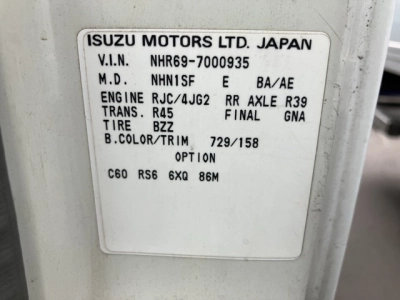 ISUZU MOTORS LTD. JAPAN
V.I.N. NHR69-7000935
M.D. NHN1SF E BA/AE
ENGINE RJC/4JG2 RR AXLE R39
TRANS. R45 FINAL GNA
TIRE BZZ
B.COLOR/TRIM 729/158
OPTION
C60 RS6 6XQ 86M